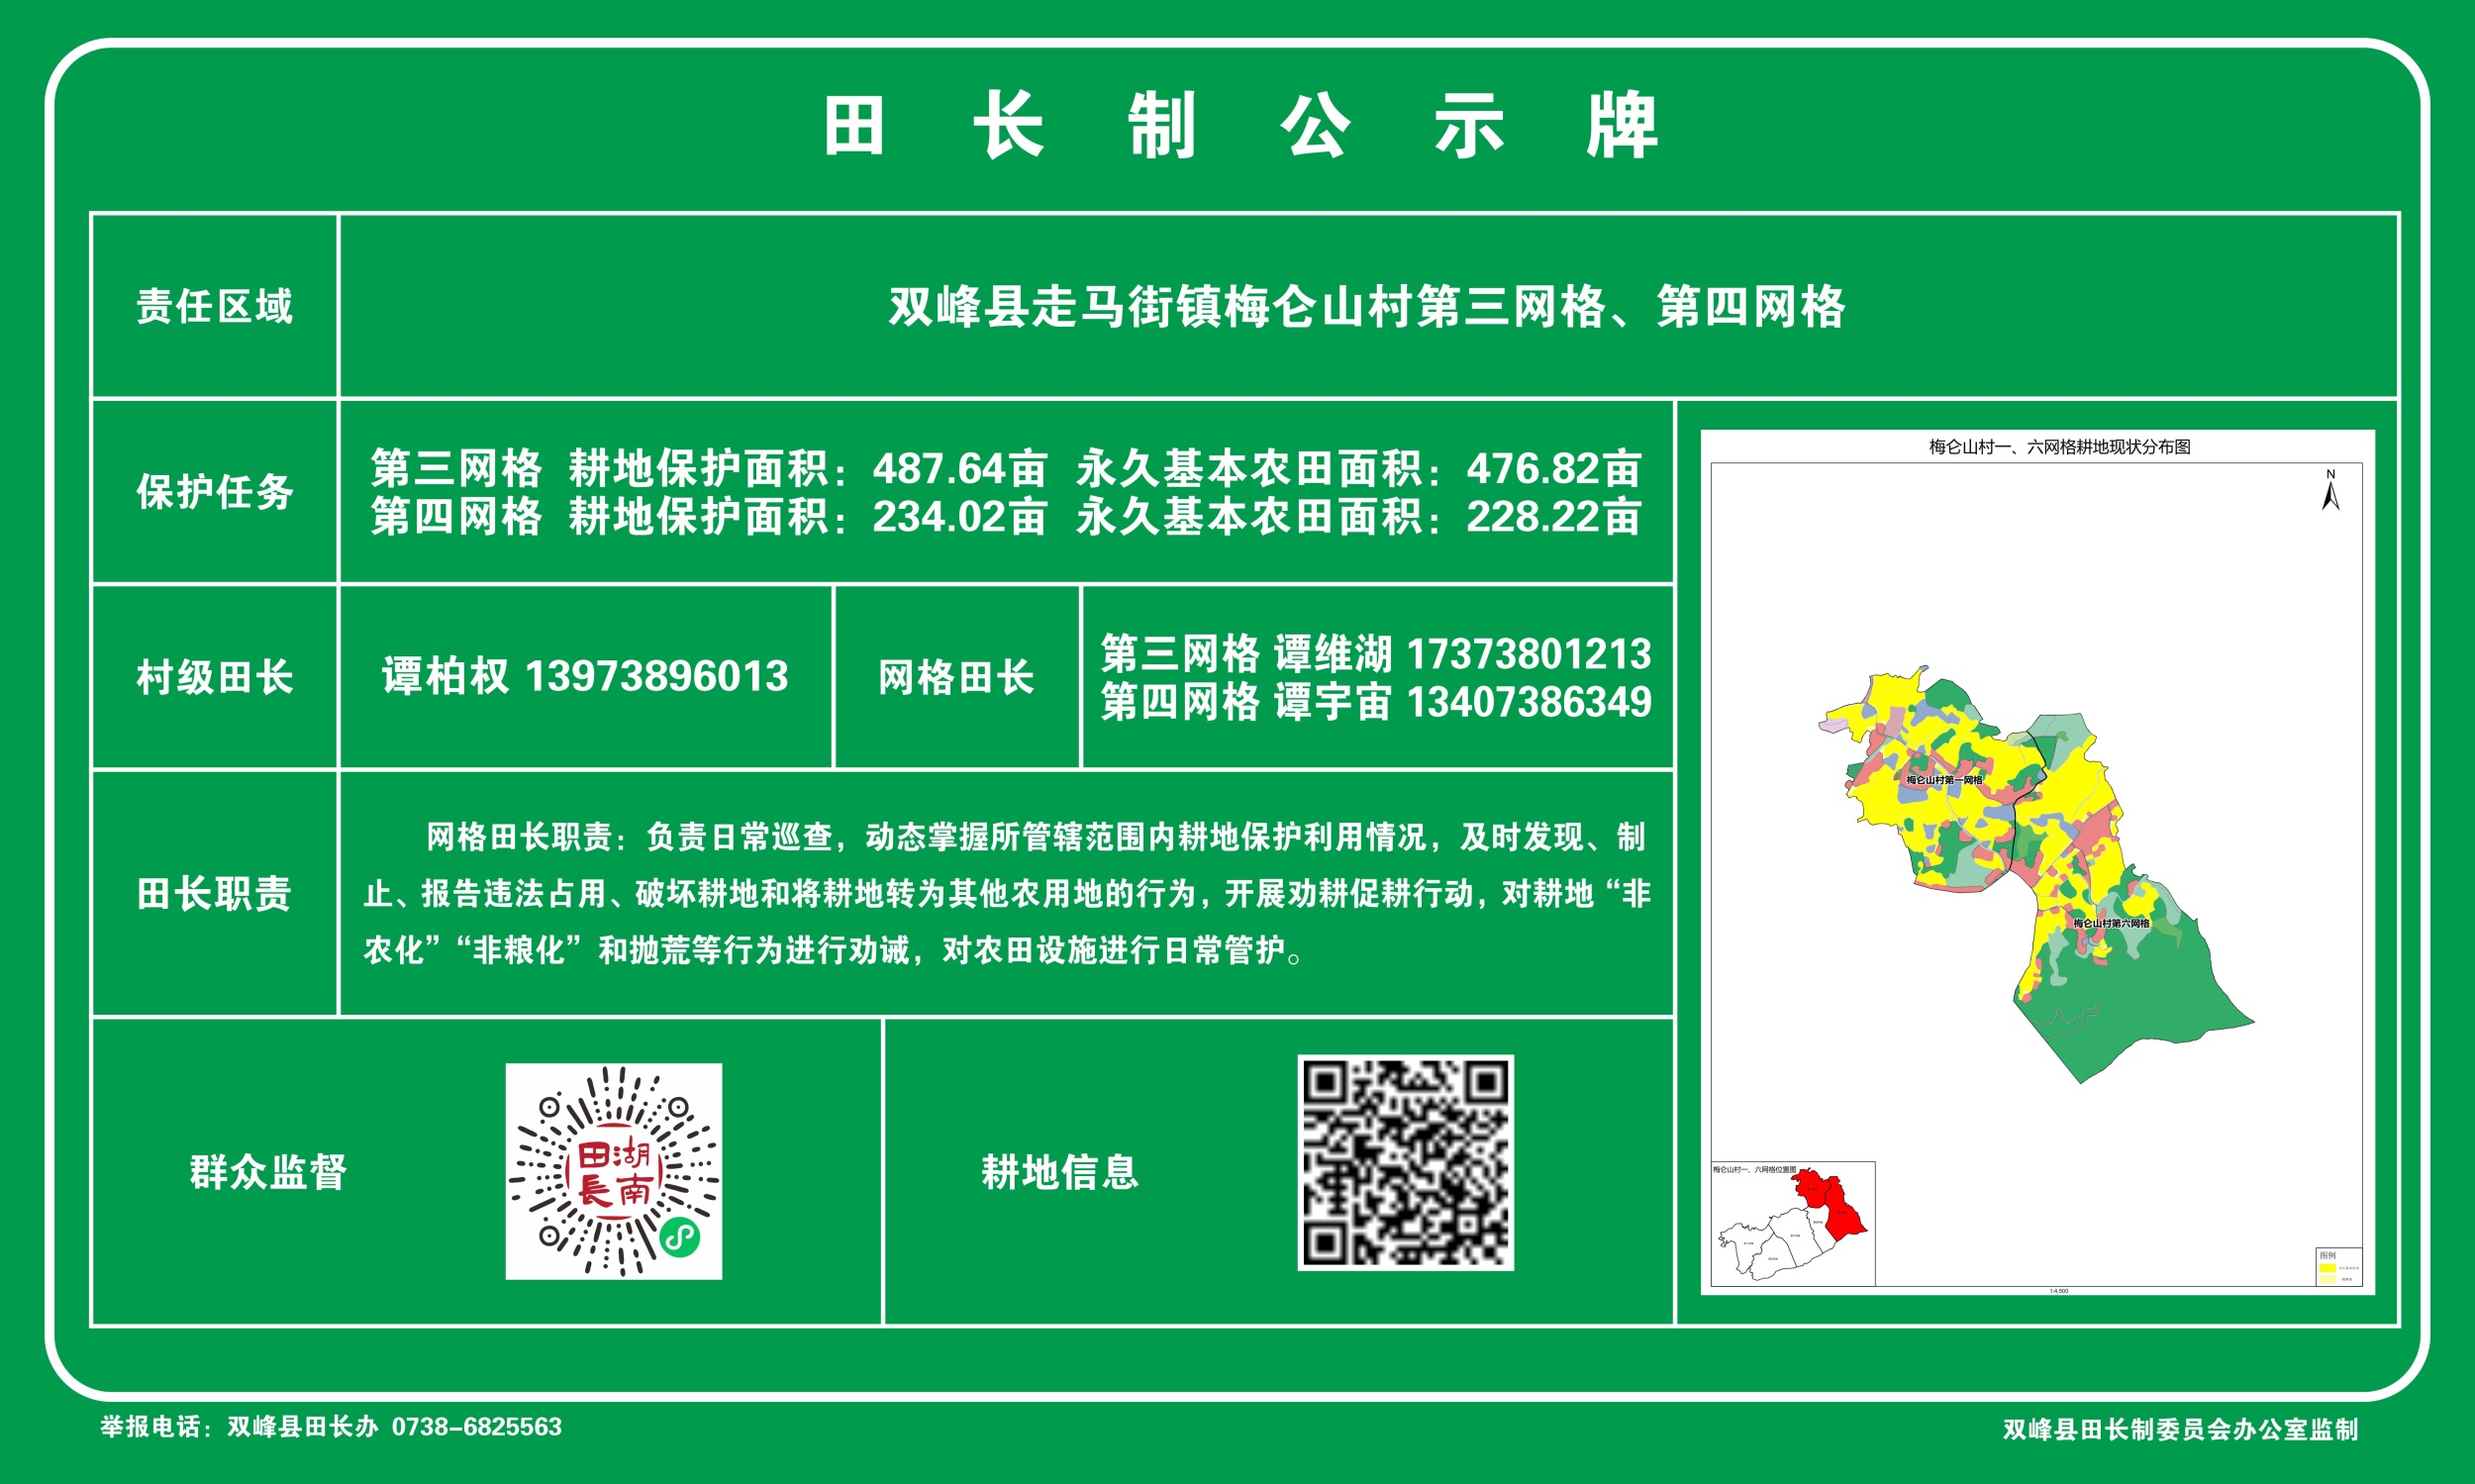 田长制公示牌
责任区域
双峰县走马街镇梅仑山村第三网格、第四网格
保护任务
第三网格 耕地保护面积：487.64亩 永久基本农田面积：476.82亩
第四网格 耕地保护面积：234.02亩 永久基本农田面积：228.22亩
村级田长
谭柏权 13973896013
网格田长
第三网格 谭维湖 17373801213
第四网格 谭宇宙 13407386349
田长职责
网格田长职责：负责日常巡查，动态掌握所管辖范围内耕地保护利用情况，及时发现、制
止、报告违法占用、破坏耕地和将耕地转为其他农用地的行为，开展劝耕促耕行动，对耕地“非
农化”“非粮化”和抛荒等行为进行劝诫，对农田设施进行日常管护。
群众监督
田湖
長南
耕地信息
梅仑山村一、六网格耕地现状分布图
N
梅仑山村第一网格
梅仑山村第六网格
梅仑山村一、六网格位置图
图例
1:4,500
举报电话：双峰县田长办 0738-6825563
双峰县田长制委员会办公室监制